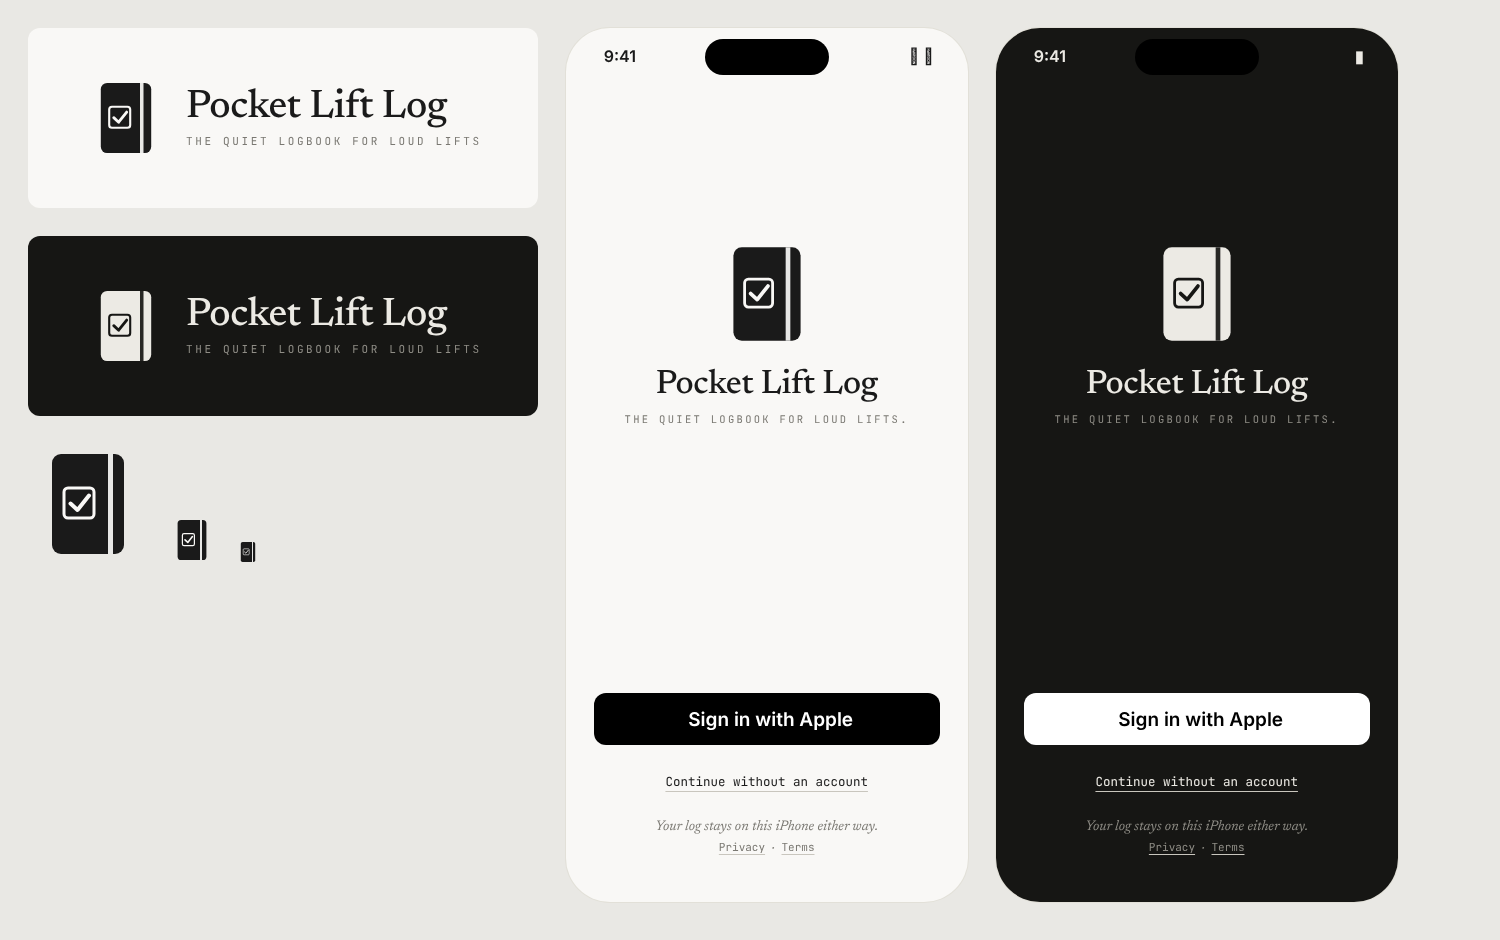 Pocket Lift Log
THE QUIET LOGBOOK FOR LOUD LIFTS
Pocket Lift Log
THE QUIET LOGBOOK FOR LOUD LIFTS
9:41
Pocket Lift Log
THE QUIET LOGBOOK FOR LOUD LIFTS.
Sign in with Apple
Continue without an account
Your log stays on this iPhone either way.
Privacy · Terms
9:41
Pocket Lift Log
THE QUIET LOGBOOK FOR LOUD LIFTS.
Sign in with Apple
Continue without an account
Your log stays on this iPhone either way.
Privacy · Terms